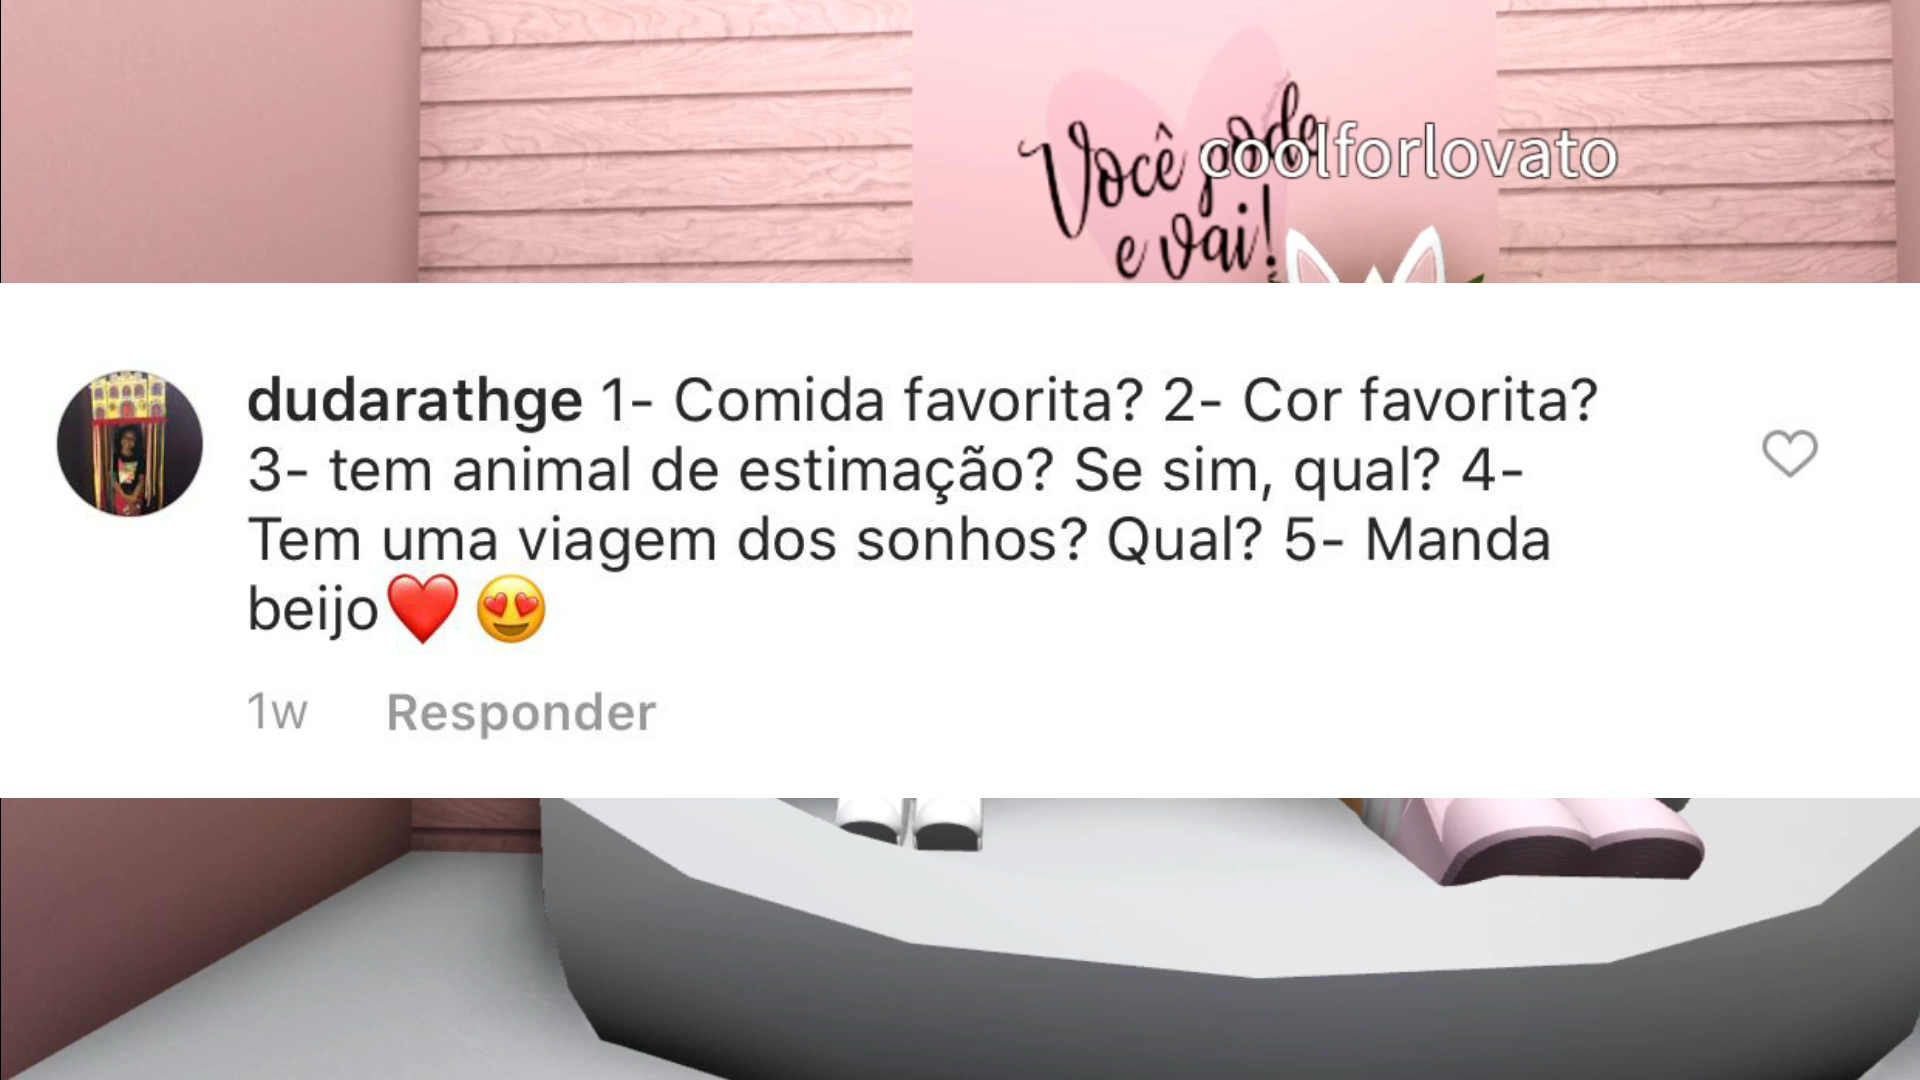 Você pode
coolforlovato
e vai!
dudarathge 1- Comida favorita? 2- Cor favorita?
3- tem animal de estimação? Se sim, qual? 4-
Tem uma viagem dos sonhos? Qual? 5- Manda
beijo❤️ 😍
1w Responder